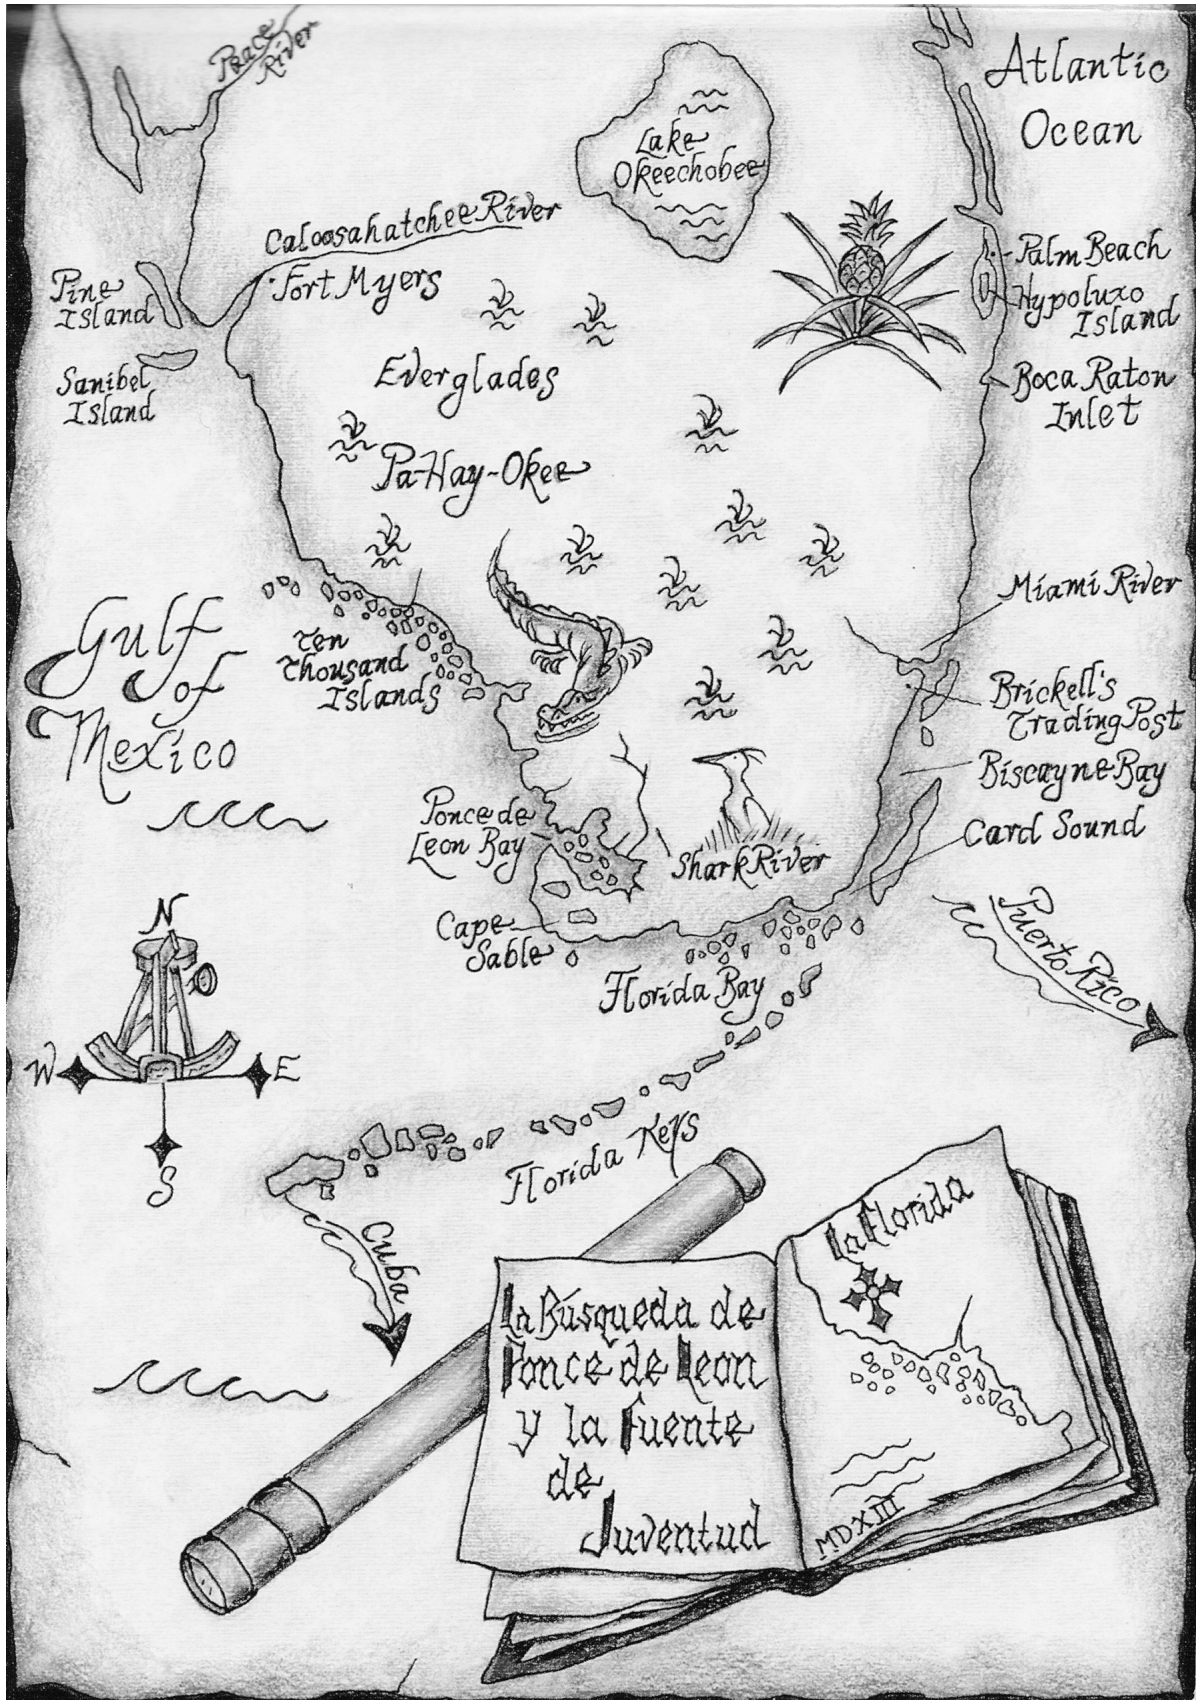 Peace
River
Atlantic
Ocean
Lake
Okeechobee
Caloosahatchee River
Fort Myers
Pine
Island
Sanibel
Island
Palm Beach
Hypoluxo
Island
Boca Raton
Inlet
Everglades
Pa-Hay-Okee
Gulf
of
Mexico
Ten
Thousand
Islands
Miami River
Brickell's
Trading Post
Biscayne Bay
Card Sound
Ponce de
Leon Bay
Shark River
Cape
Sable
Florida Bay
Puerto Rico
N
W
E
S
Florida Keys
Cuba
La Búsqueda de
Ponce de Leon
y la Fuente
de
Juventud
La Florida
MDXIII